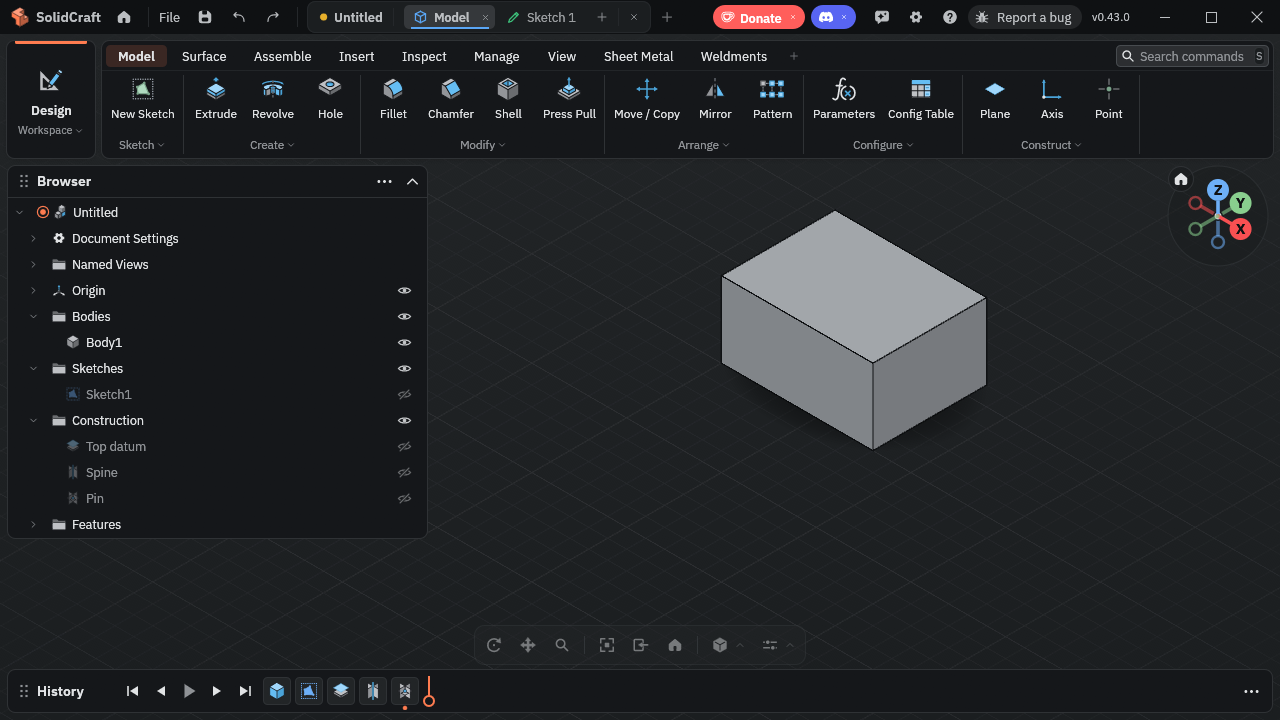 SolidCraft
File
Untitled
Model
Sketch 1
Donate
Report a bug
v0.43.0
Design
Workspace
Model
Surface
Assemble
Insert
Inspect
Manage
View
Sheet Metal
Weldments
Search commands
S
New Sketch
Extrude
Revolve
Hole
Fillet
Chamfer
Shell
Press Pull
Move / Copy
Mirror
Pattern
Parameters
Config Table
Plane
Axis
Point
Sketch
Create
Modify
Arrange
Configure
Construct
Browser
Untitled
Document Settings
Named Views
Origin
Bodies
Body1
Sketches
Sketch1
Construction
Top datum
Spine
Pin
Features
Z
Y
X
History